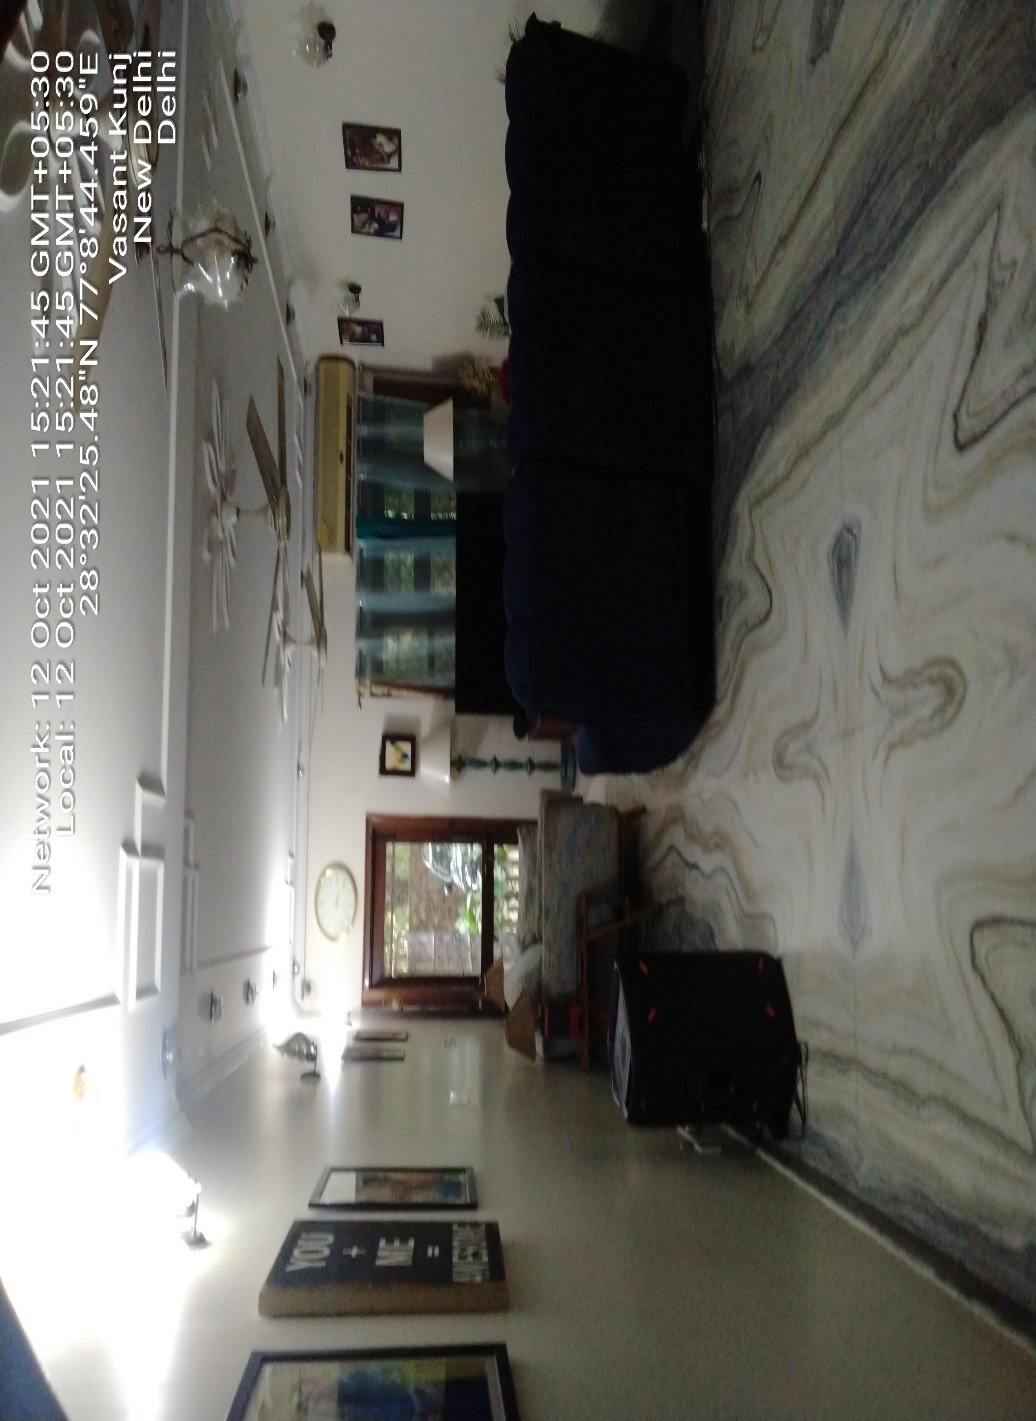 Network: 12 Oct 2021 15:21:45 GMT+05:30
Local: 12 Oct 2021 15:21:45 GMT+05:30
28°32'25.48"N 77°8'44.459"E
Vasant Kunj
New Delhi
Delhi
YOU
+
ME
=